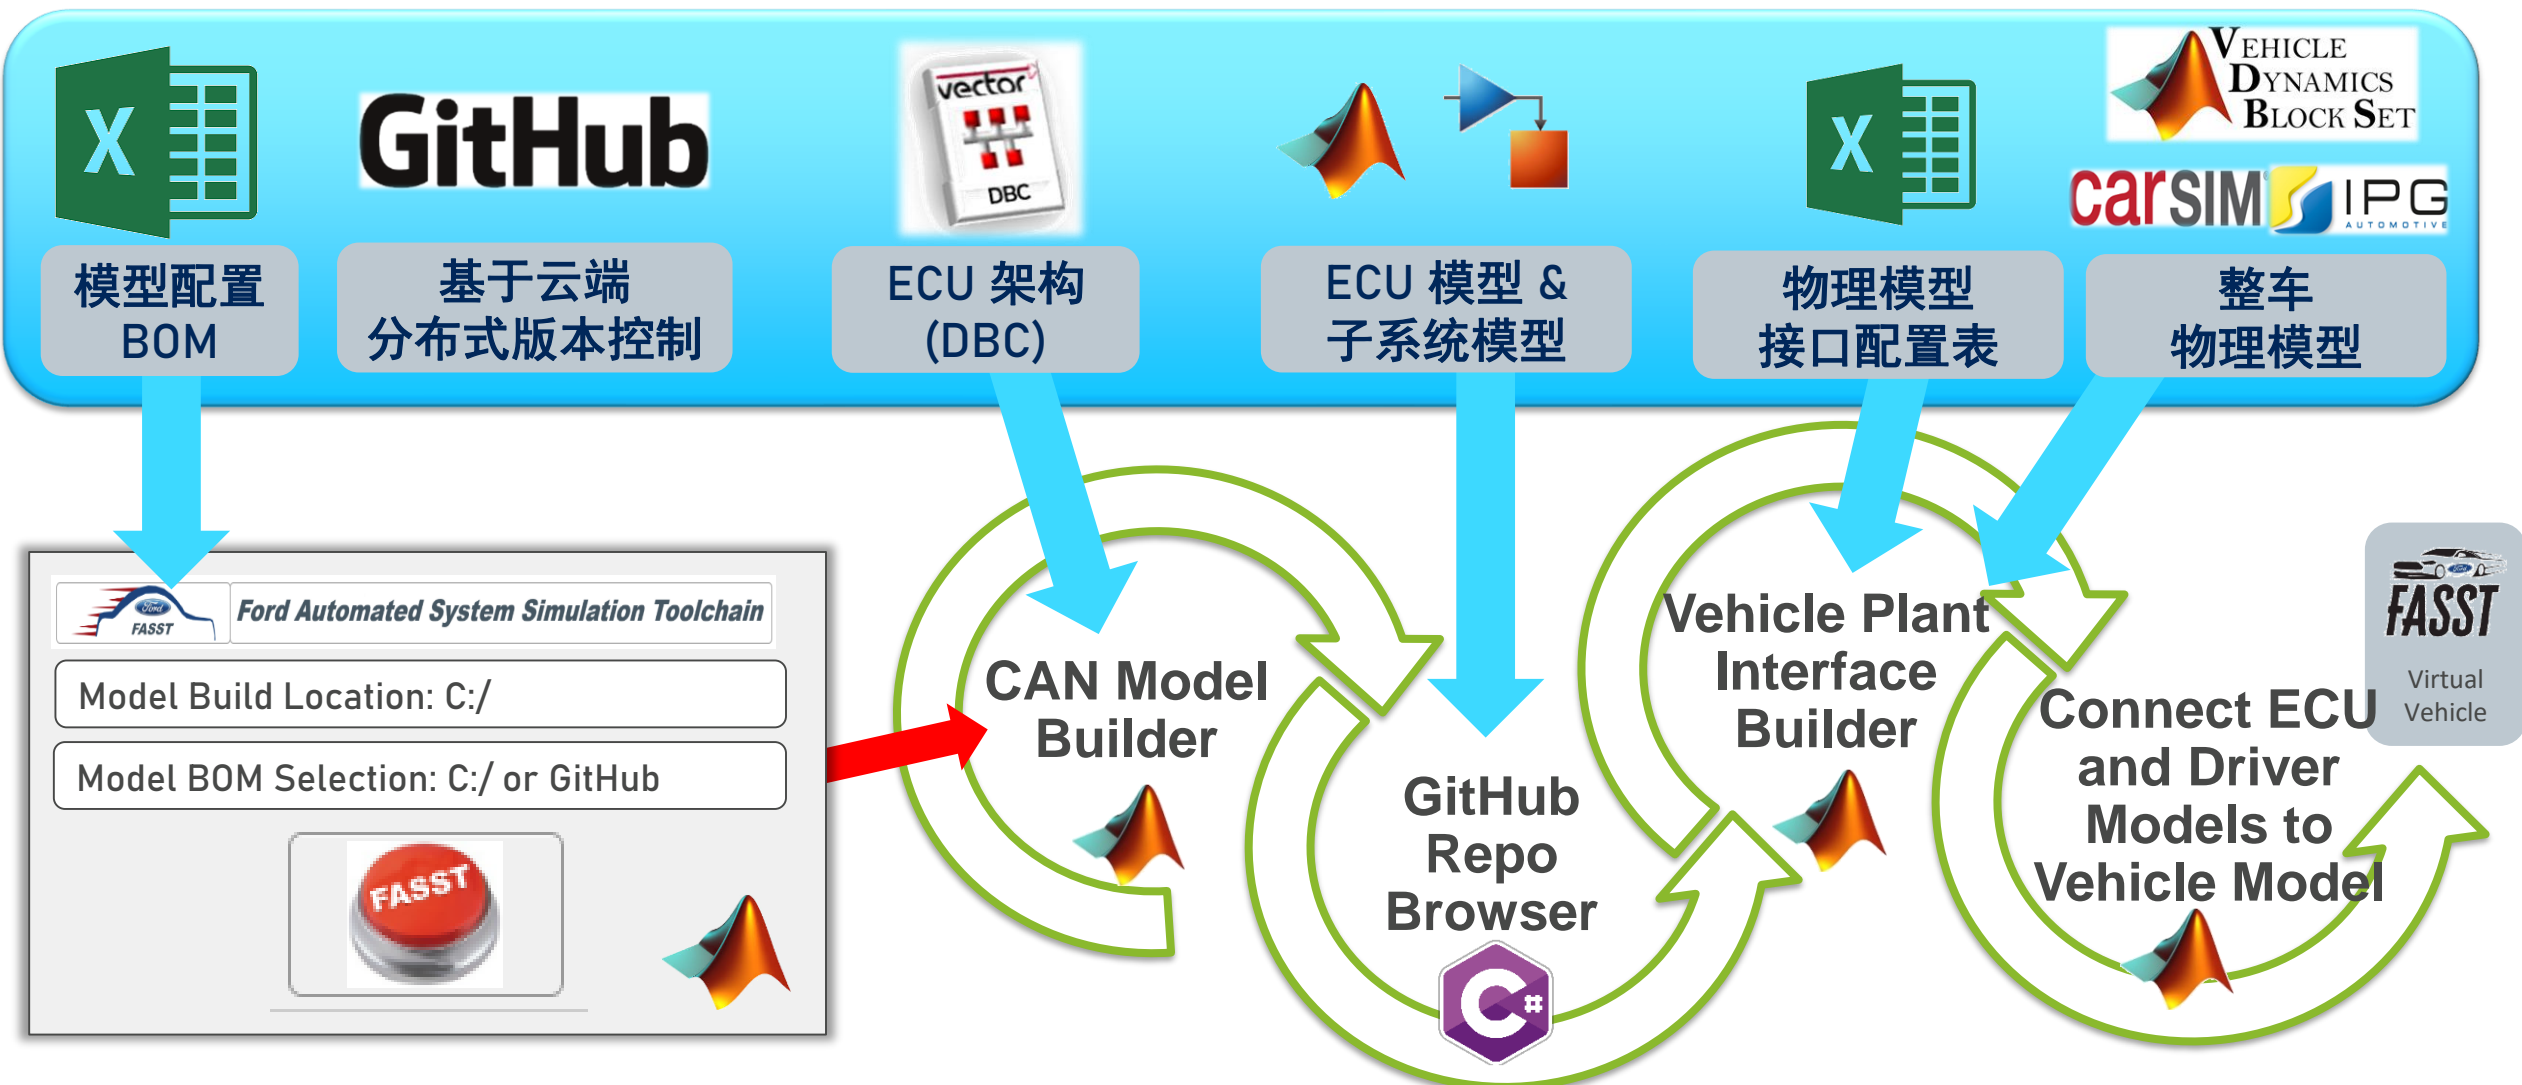 X
GitHub
vector
DBC
X
VEHICLE
DYNAMICS
BLOCK SET
carSIM
IPG
AUTOMOTIVE
模型配置
BOM
基于云端
分布式版本控制
ECU 架构
(DBC)
ECU 模型 &
子系统模型
物理模型
接口配置表
整车
物理模型
Ford
FASST
Ford Automated System Simulation Toolchain
Model Build Location: C:/
Model BOM Selection: C:/ or GitHub
FASST
CAN Model
Builder
GitHub
Repo
Browser
C#
Vehicle Plant
Interface
Builder
Connect ECU
and Driver
Models to
Vehicle Model
Ford
FASST
Virtual
Vehicle